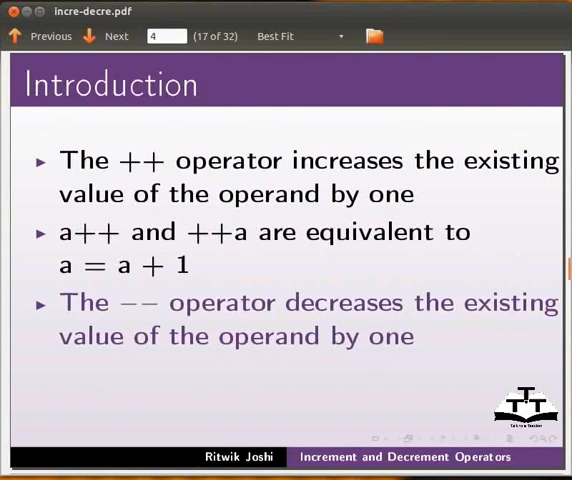 incre-decre.pdf
Previous Next 4 (17 of 32) Best Fit
Introduction
The ++ operator increases the existing
value of the operand by one
a++ and ++a are equivalent to
a = a + 1
The −− operator decreases the existing
value of the operand by one
TTT
Ritwik Joshi Increment and Decrement Operators